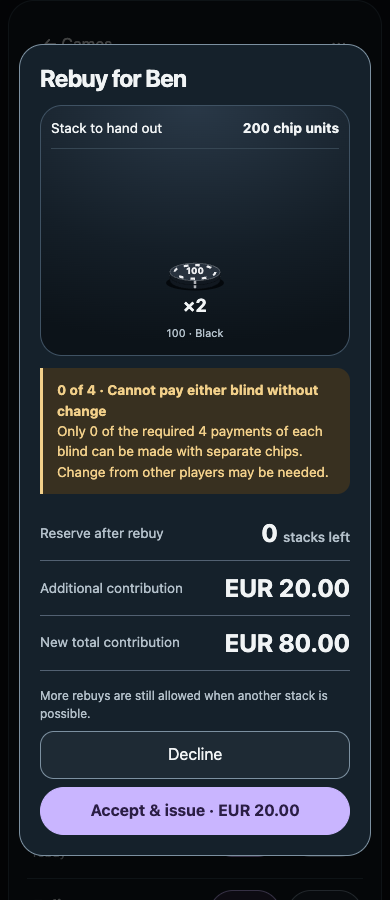 ← Games
Rebuy for Ben
Stack to hand out 200 chip units
100
×2
100 · Black
0 of 4 · Cannot pay either blind without
change
Only 0 of the required 4 payments of each
blind can be made with separate chips.
Change from other players may be needed.
Reserve after rebuy 0 stacks left
Additional contribution EUR 20.00
New total contribution EUR 80.00
More rebuys are still allowed when another stack is
possible.
Decline
Accept & issue · EUR 20.00